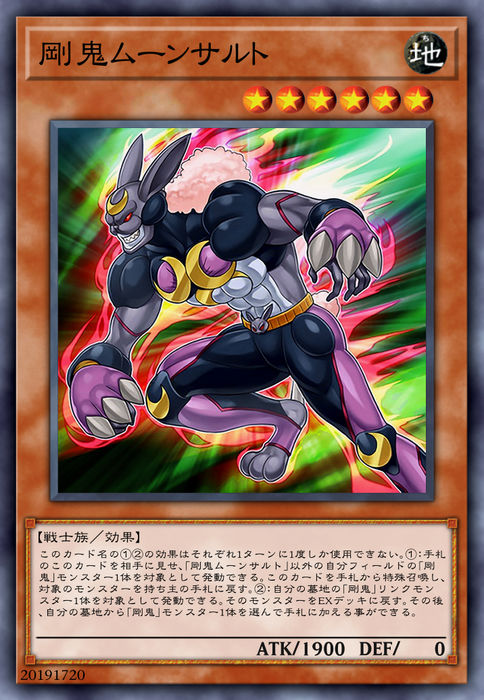 剛鬼ムーンサルト
ち
地
【戦士族／効果】
このカード名の①②の効果はそれぞれ1ターンに1度しか使用できない。①：手札
のこのカードを相手に見せ、「剛鬼ムーンサルト」以外の自分フィールドの「剛
鬼」モンスター1体を対象として発動できる。このカードを手札から特殊召喚し、
対象のモンスターを持ち主の手札に戻す。②：自分の墓地の「剛鬼」リンクモン
スター1体を対象として発動できる。そのモンスターをEXデッキに戻す。その後、
自分の墓地から「剛鬼」モンスター1体を選んで手札に加える事ができる。
ATK/1900 DEF/ 0
20191720